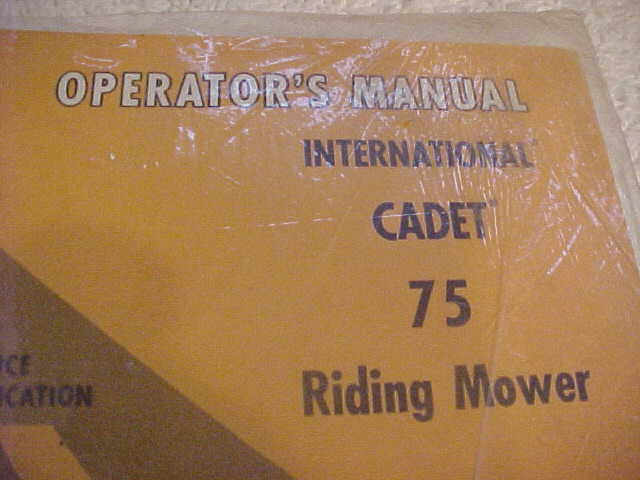 OPERATOR'S MANUAL
INTERNATIONAL
CADET
75
Riding Mower
ICE
ICATION